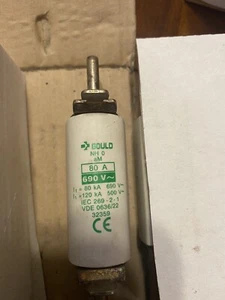 GOULD
NH 0
aM
80 A
690 V~
I₁ = 80 kA 690 V~
I₁ =120 kA 500 V~
IEC 269-2-1
VDE 0636/22
32359
CE